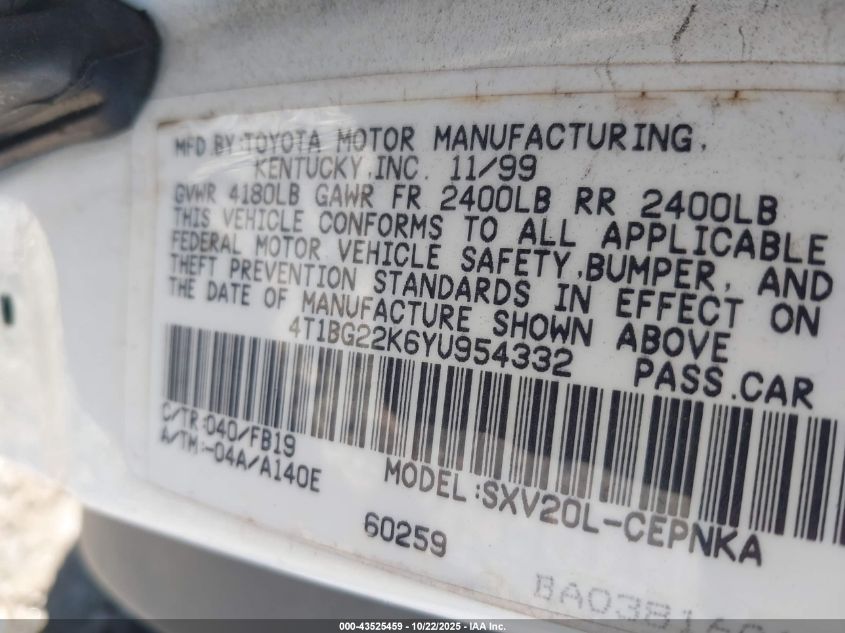 MFD BY:TOYOTA MOTOR MANUFACTURING,
KENTUCKY,INC. 11/99
GVWR 4180LB GAWR FR 2400LB RR 2400LB
THIS VEHICLE CONFORMS TO ALL APPLICABLE
FEDERAL MOTOR VEHICLE SAFETY,BUMPER, AND
THEFT PREVENTION STANDARDS IN EFFECT ON
THE DATE OF MANUFACTURE SHOWN ABOVE
4T1BG22K6YU954332 PASS.CAR
C/TR:040/FB19
A/TM:-04A/A140E
MODEL:SXV20L-CEPNKA
60259
000-43525459 | 10/22/2025 | Copyright IAA, Inc.